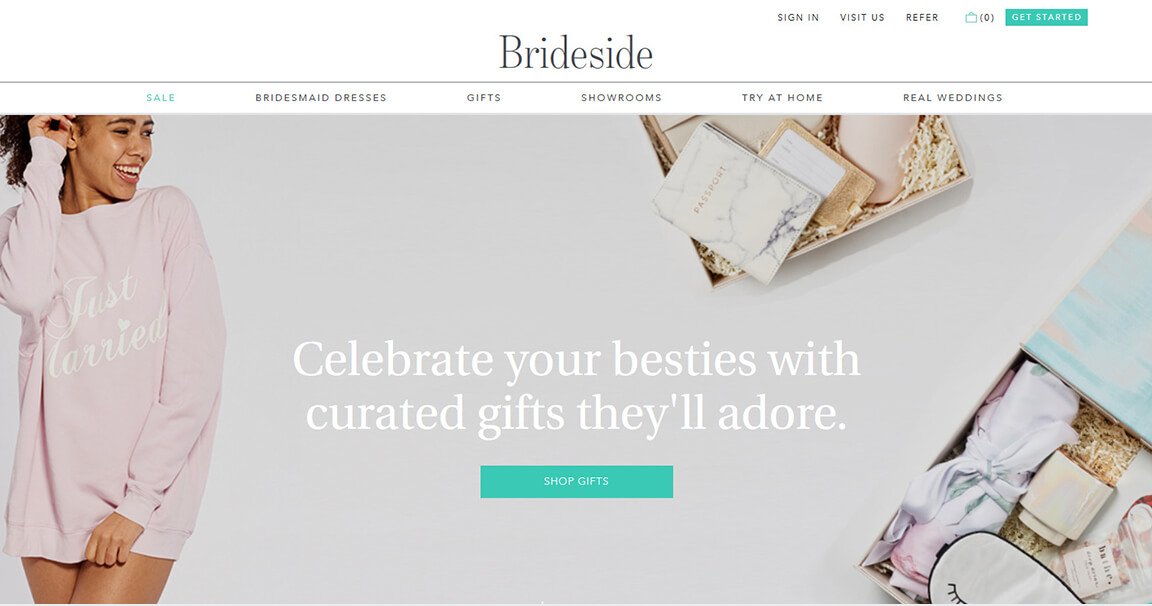 SIGN IN
VISIT US
REFER
(0)
GET STARTED
Brideside
SALE
BRIDESMAID DRESSES
GIFTS
SHOWROOMS
TRY AT HOME
REAL WEDDINGS
PASSPORT
Just
Married
Celebrate your besties with
curated gifts they'll adore.
SHOP GIFTS
bathe.